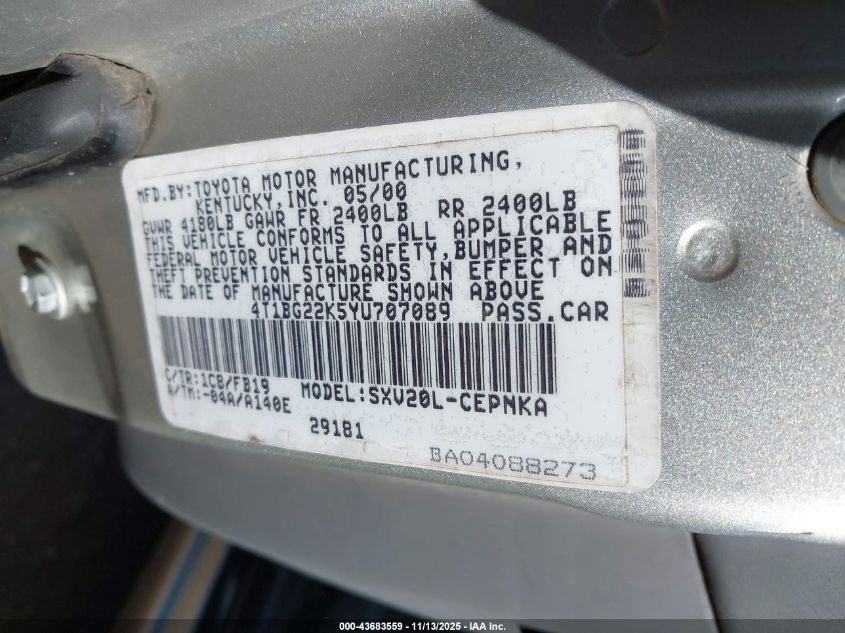 MFD.BY:TOYOTA MOTOR MANUFACTURING,
KENTUCKY,INC. 05/00
GVWR 4180LB GAWR FR 2400LB RR 2400LB
THIS VEHICLE CONFORMS TO ALL APPLICABLE
FEDERAL MOTOR VEHICLE SAFETY,BUMPER AND
THEFT PREVENTION STANDARDS IN EFFECT ON
THE DATE OF MANUFACTURE SHOWN ABOVE
4T1BG22K5YU707089 PASS.CAR
C/TR:1C8/FB19 MODEL:SXV20L-CEPNKA
A/TM:-04A/A140E
29181
BA04088273
000-43683559 - 11/13/2025 - IAA Inc.